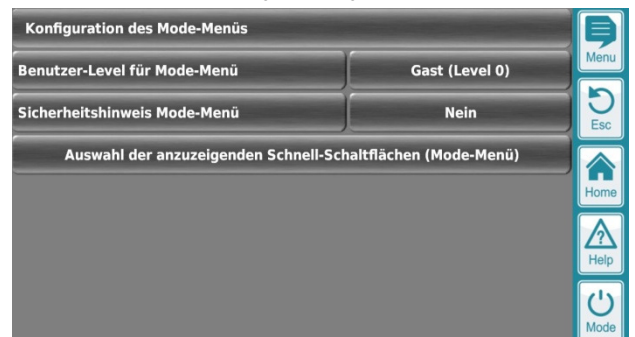 Konfiguration des Mode-Menüs
Menu
Benutzer-Level für Mode-Menü Gast (Level 0)
Sicherheitshinweis Mode-Menü Nein
Esc
Auswahl der anzuzeigenden Schnell-Schaltflächen (Mode-Menü)
Home
?
Help
Mode